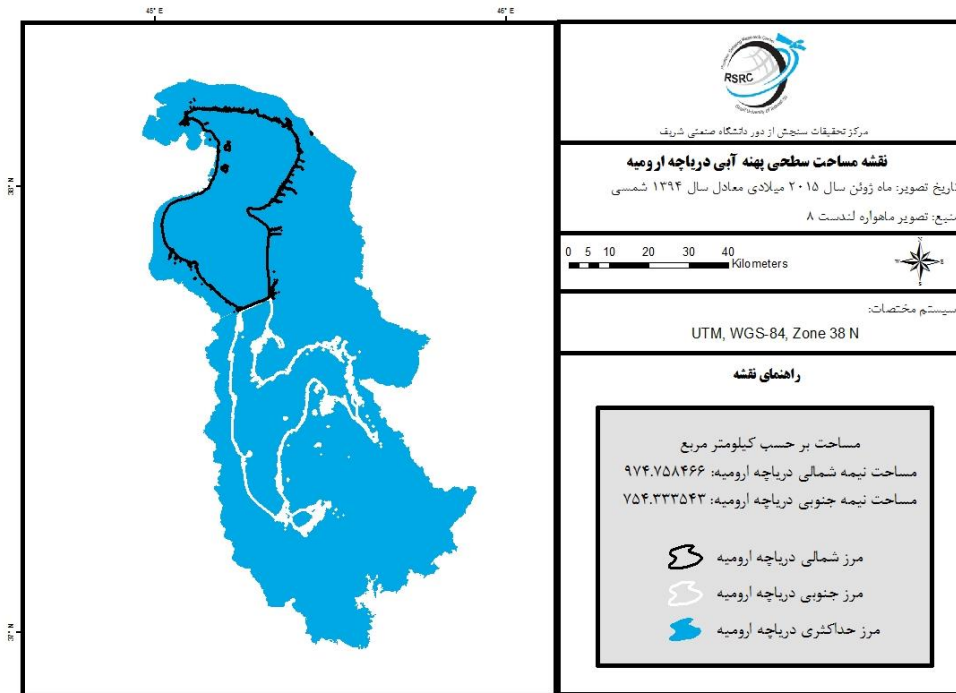 45° E
46° E
38° N
37° N
RSRC
مرکز تحقیقات سنجش از دور دانشگاه صنعتی شریف
نقشه مساحت سطحی پهنه آبی دریاچه ارومیه
تاریخ تصویر: ماه ژوئن سال ۲۰۱۵ میلادی معادل سال ۱۳۹۴ شمسی
منبع: تصویر ماهواره لندست ۸
0 5 10 20 30 40
Kilometers
سیستم مختصات:
UTM, WGS-84, Zone 38 N
راهنمای نقشه
مساحت بر حسب کیلومتر مربع
مساحت نیمه شمالی دریاچه ارومیه: ۹۷۴.۷۵۸۴۶۶
مساحت نیمه جنوبی دریاچه ارومیه: ۷۵۴.۳۳۳۵۴۳
مرز شمالی دریاچه ارومیه
مرز جنوبی دریاچه ارومیه
مرز حداکثری دریاچه ارومیه